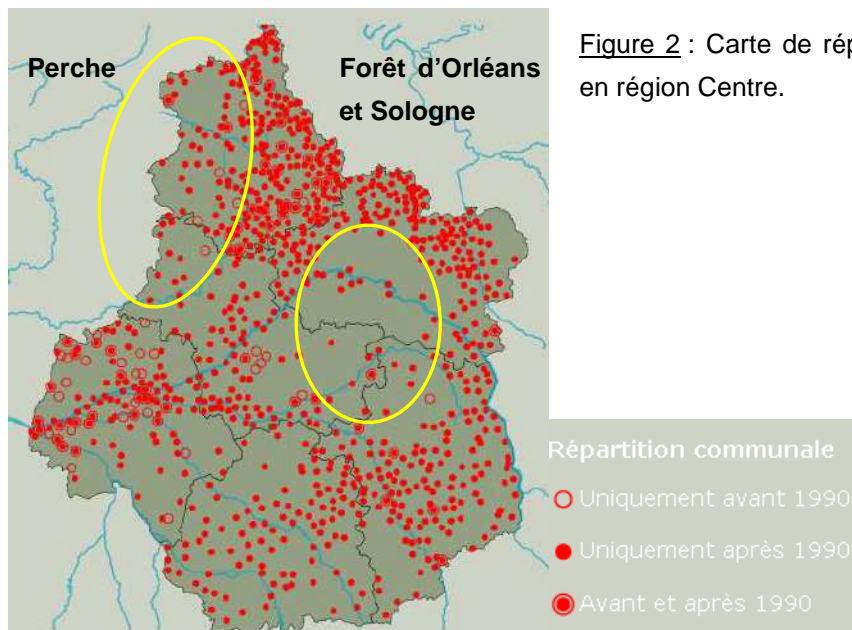 Perche
Forêt d'Orléans
et Sologne
Figure 2 : Carte de
en région Centre.
Répartition communale
Uniquement avant 1990
Uniquement après 1990
Avant et après 1990